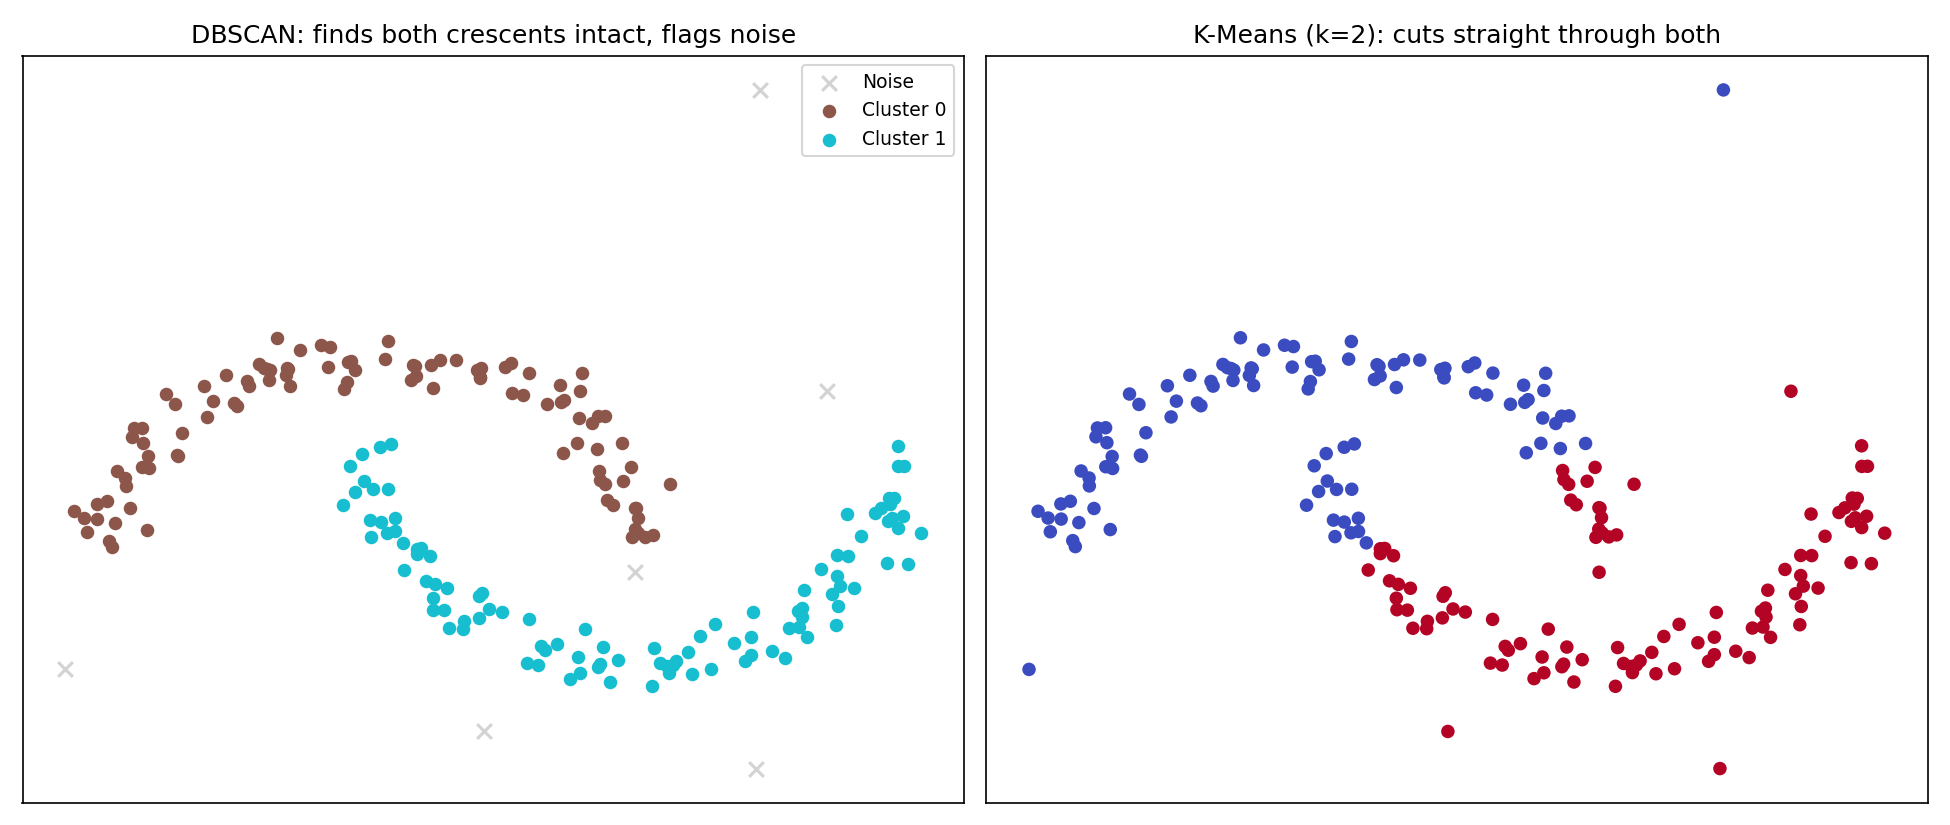 DBSCAN: finds both crescents intact, flags noise
Noise
Cluster 0
Cluster 1
K-Means (k=2): cuts straight through both